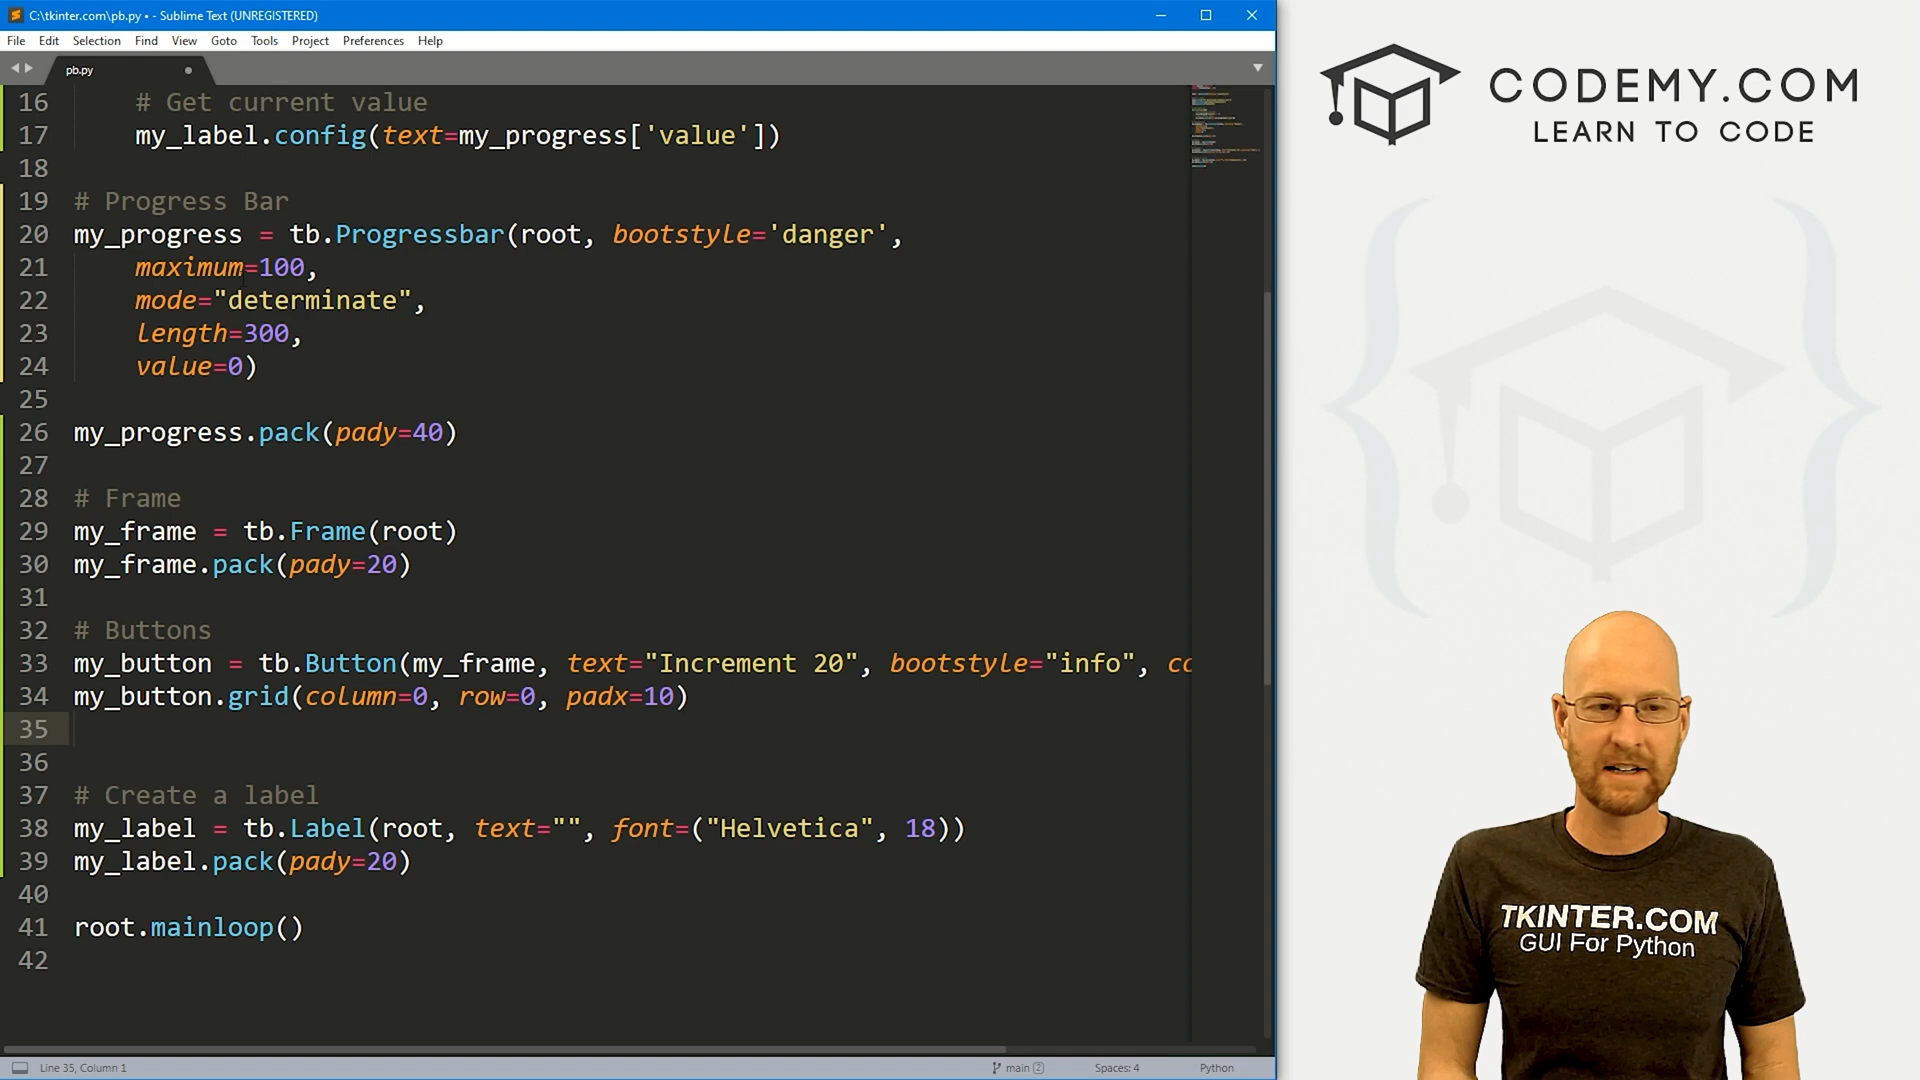 C:\tkinter.com\pb.py • - Sublime Text (UNREGISTERED)
File Edit Selection Find View Goto Tools Project Preferences Help
pb.py
16 # Get current value
17 my_label.config(text=my_progress['value'])
18
19 # Progress Bar
20 my_progress = tb.Progressbar(root, bootstyle='danger',
21 maximum=100,
22 mode="determinate",
23 length=300,
24 value=0)
25
26 my_progress.pack(pady=40)
27
28 # Frame
29 my_frame = tb.Frame(root)
30 my_frame.pack(pady=20)
31
32 # Buttons
33 my_button = tb.Button(my_frame, text="Increment 20", bootstyle="info", co
34 my_button.grid(column=0, row=0, padx=10)
35
36
37 # Create a label
38 my_label = tb.Label(root, text="", font=("Helvetica", 18))
39 my_label.pack(pady=20)
40
41 root.mainloop()
42
Line 35, Column 1 main 2 Spaces: 4 Python
CODEMY.COM
LEARN TO CODE
TKINTER.COM
GUI For Python